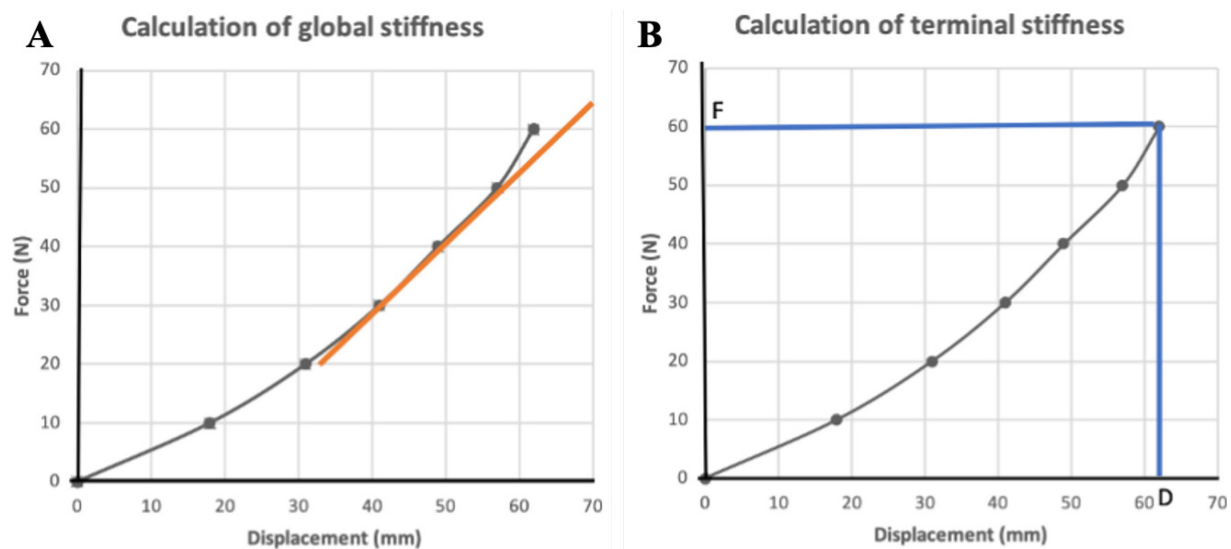 A
Calculation of global stiffness
70
60
50
40
30
20
10
0
Force (N)
0 10 20 30 40 50 60 70
Displacement (mm)
B
Calculation of terminal stiffness
70
F
60
50
40
30
20
10
0
Force (N)
0 10 20 30 40 50 60 D 70
Displacement (mm)